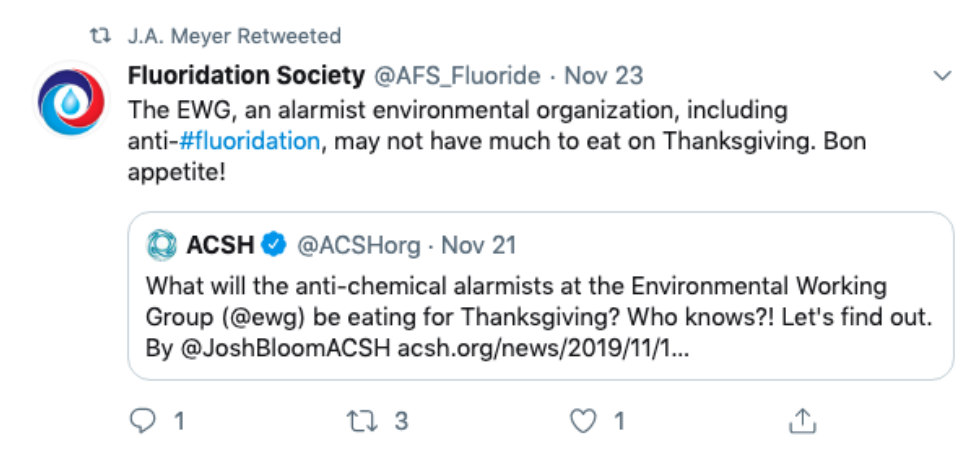 J.A. Meyer Retweeted
Fluoridation Society @AFS_Fluoride · Nov 23
The EWG, an alarmist environmental organization, including
anti-#fluoridation, may not have much to eat on Thanksgiving. Bon
appetite!
ACSH @ACSHorg · Nov 21
What will the anti-chemical alarmists at the Environmental Working
Group (@ewg) be eating for Thanksgiving? Who knows?! Let's find out.
By @JoshBloomACSH acsh.org/news/2019/11/1...
1 3 1